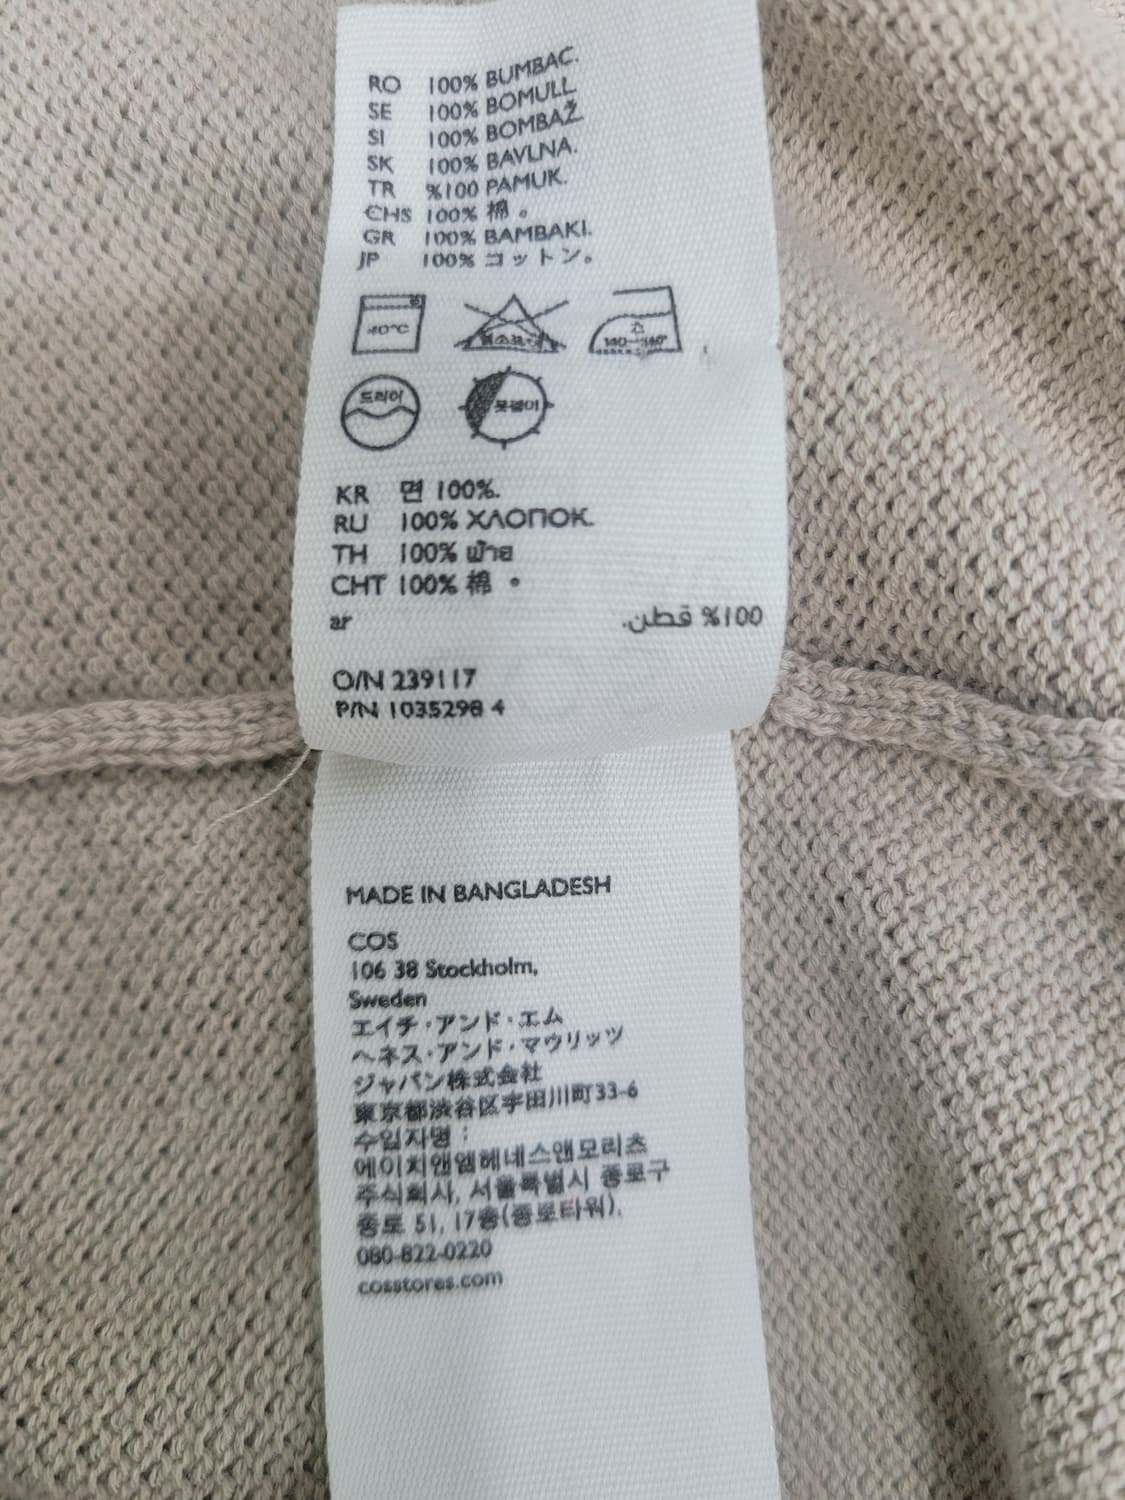 RO 100% BUMBAC.
SE 100% BOMULL
SI 100% BOMBAŽ
SK 100% BAVLNA.
TR %100 PAMUK.
CHS 100% 棉。
GR 100% BAMBAKI.
JP 100% コットン。
40°C
드라이
KR 면 100%.
RU 100% ХЛОПОК.
TH 100% ฝ้าย
CHT 100% 棉。
ar 100% قطن.
O/N 239117
P/N 1035298 4
MADE IN BANGLADESH
COS
106 38 Stockholm,
Sweden
エイチ・アンド・エム
ヘネス・アンド・マウリッツ
ジャパン株式会社
東京都渋谷区宇田川町33-6
수입자명 :
에이치앤엠헤네스앤모리츠
주식회사, 서울특별시 종로구
종로 51, 17층(종로타워).
080-822-0220
cosstores.com